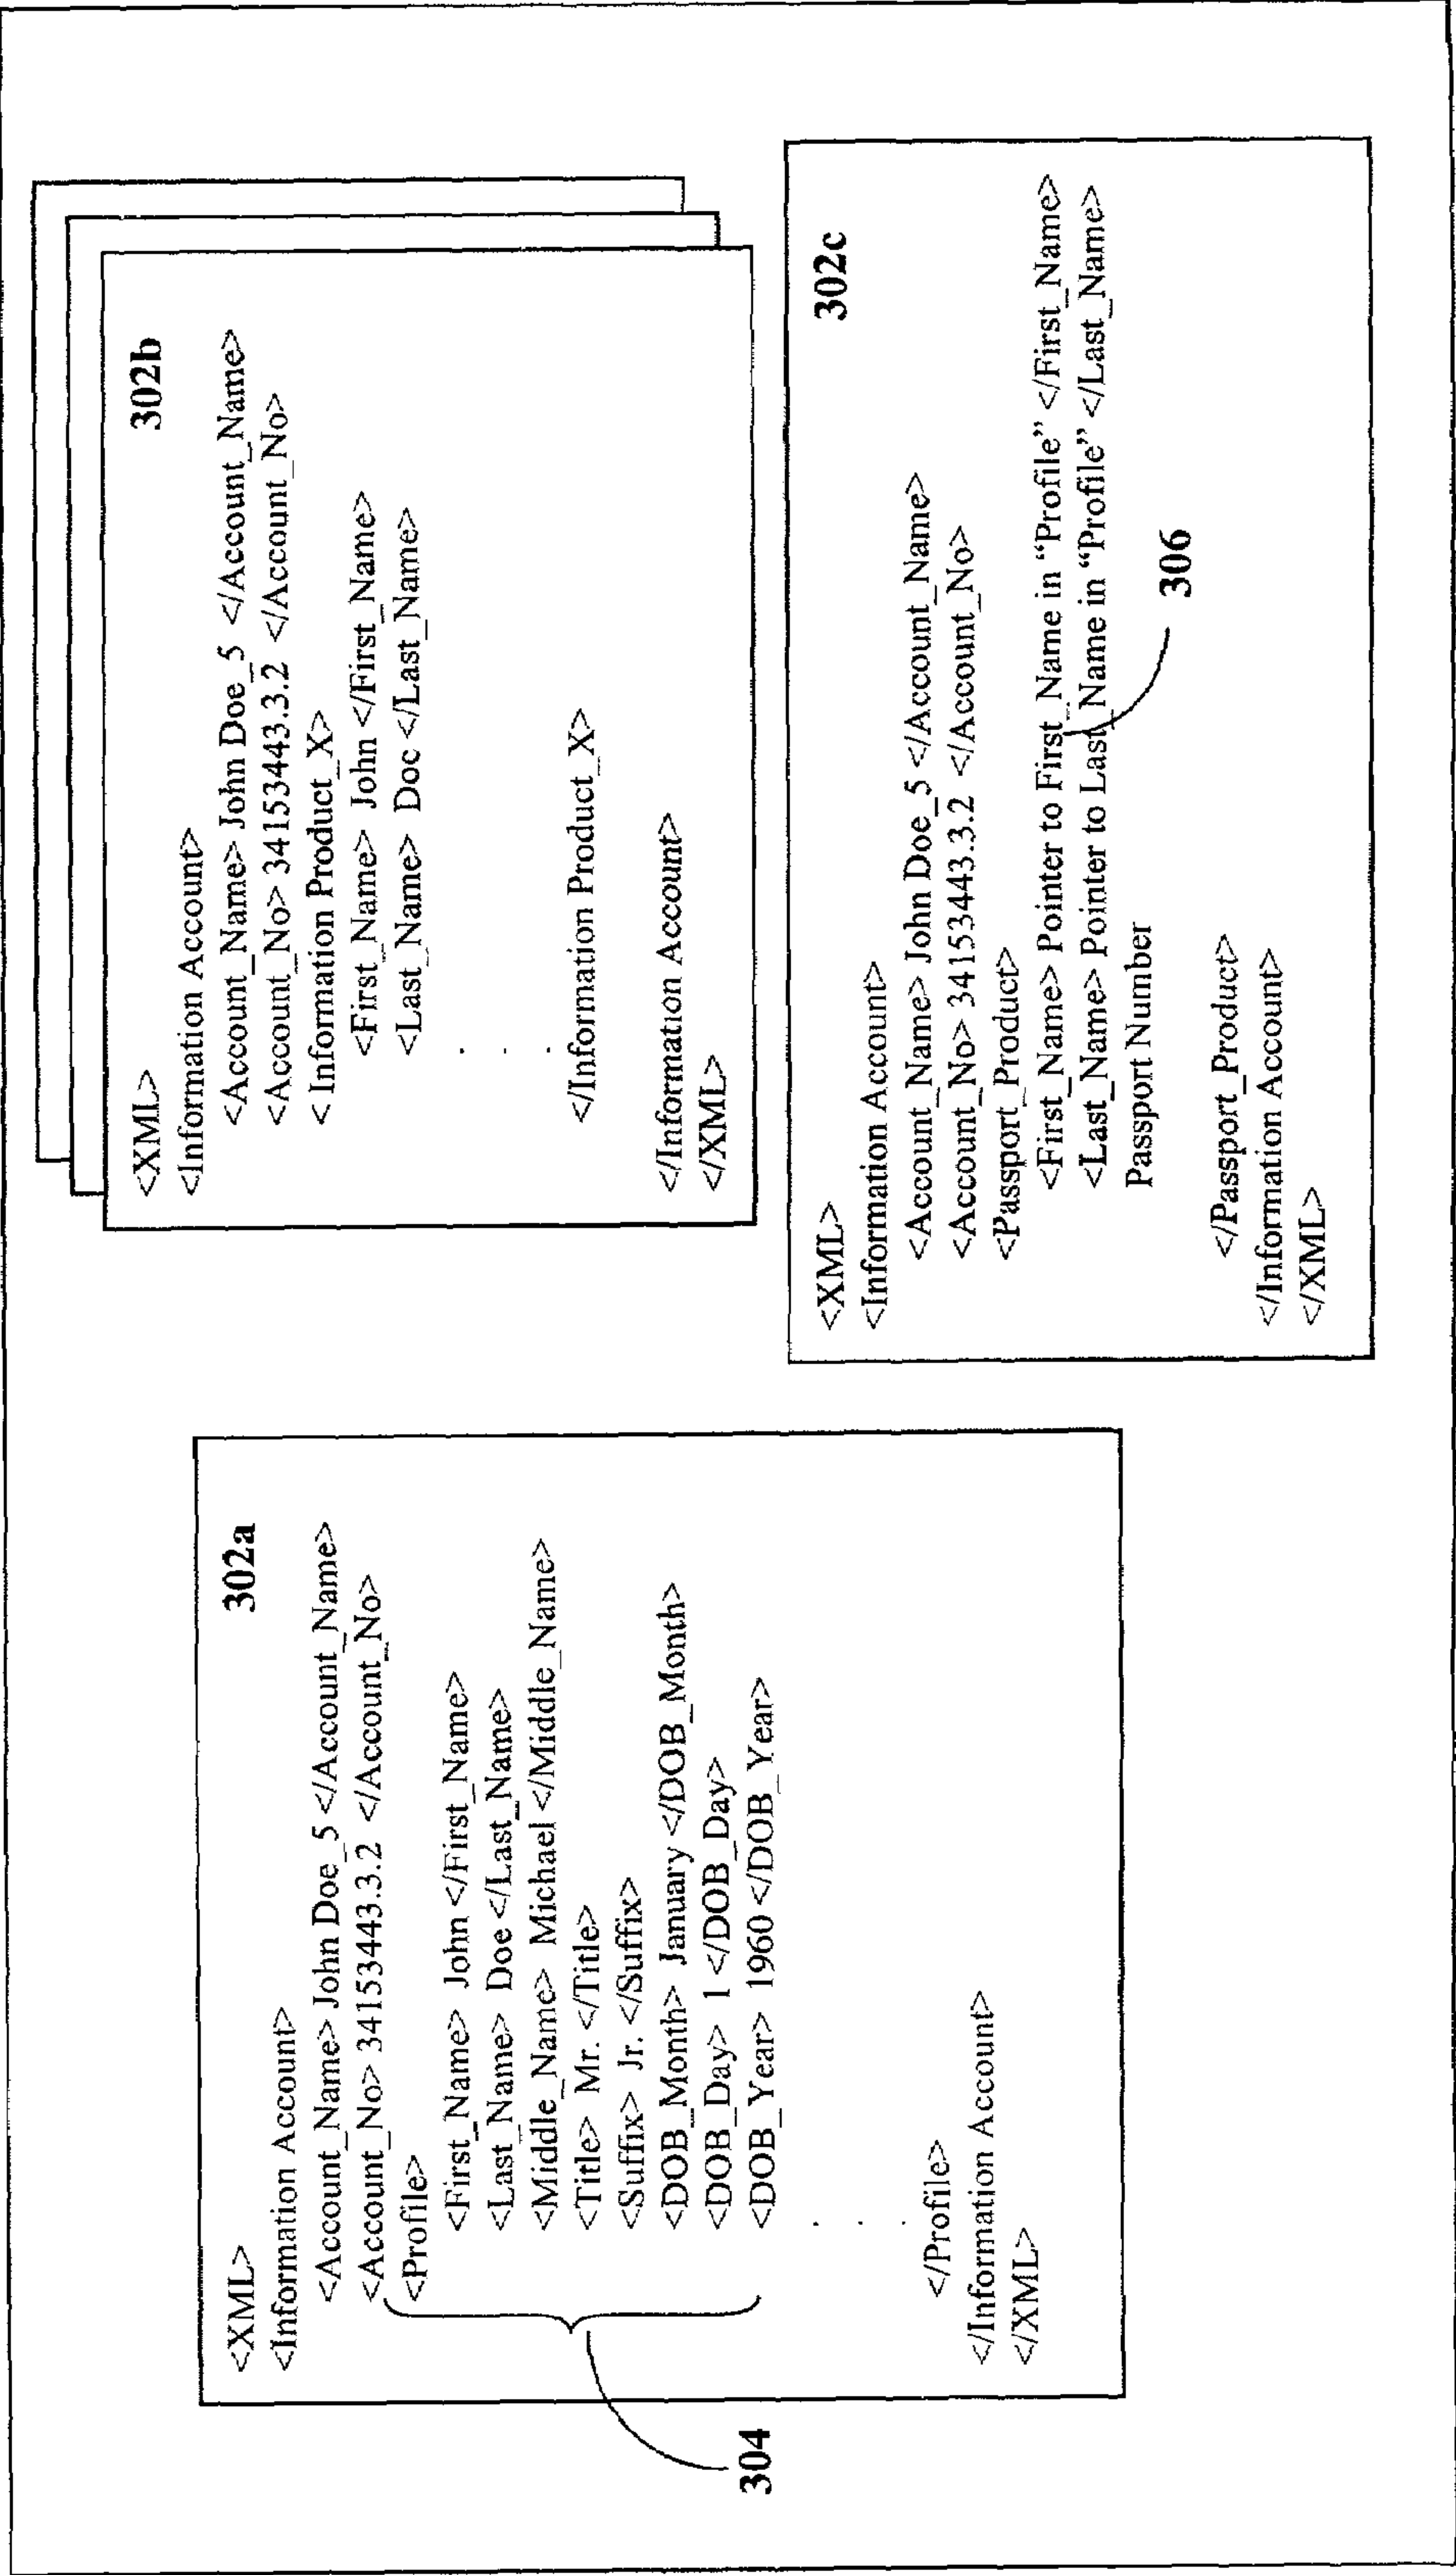 302a
<XML>
<Information Account>
<Account_Name> John Doe_5 </Account_Name>
<Account_No> 34153443.3.2 </Account_No>
<Profile>
<First_Name> John </First_Name>
<Last_Name> Doe </Last_Name>
<Middle_Name> Michael </Middle_Name>
<Title> Mr. </Title>
<Suffix> Jr. </Suffix>
<DOB_Month> January </DOB_Month>
<DOB_Day> 1 </DOB_Day>
<DOB_Year> 1960 </DOB_Year>
.
.
.
</Profile>
</Information Account>
</XML>
304
302b
<XML>
<Information Account>
<Account_Name> John Doe_5 </Account_Name>
<Account_No> 34153443.3.2 </Account_No>
< Information Product_X>
<First_Name> John </First_Name>
<Last_Name> Doc </Last_Name>
.
.
.
</Information Product_X>
</Information Account>
</XML>
302c
<XML>
<Information Account>
<Account_Name> John Doe_5 </Account_Name>
<Account_No> 34153443.3.2 </Account_No>
<Passport_Product>
<First_Name> Pointer to First_Name in “Profile” </First_Name>
<Last_Name> Pointer to Last_Name in “Profile” </Last_Name>
Passport Number
306
</Passport_Product>
</Information Account>
</XML>